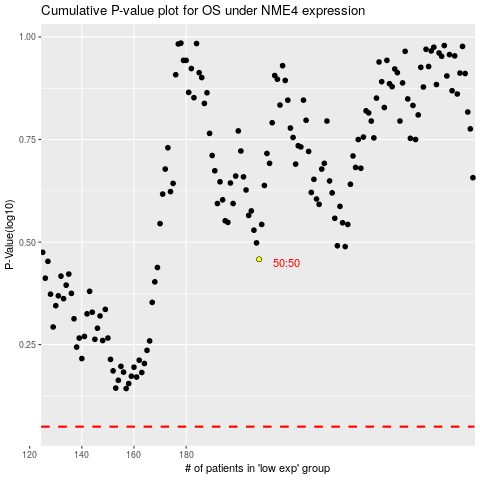 Cumulative P-value plot for OS under NME4 expression
P-Value(log10)
1.00
0.75
0.50
0.25
50:50
120 140 160 180
# of patients in 'low exp' group